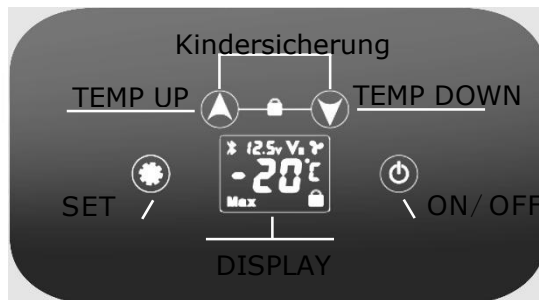 Kindersicherung
TEMP UP
TEMP DOWN
12.5v
-20°C
Max
SET
ON/OFF
DISPLAY